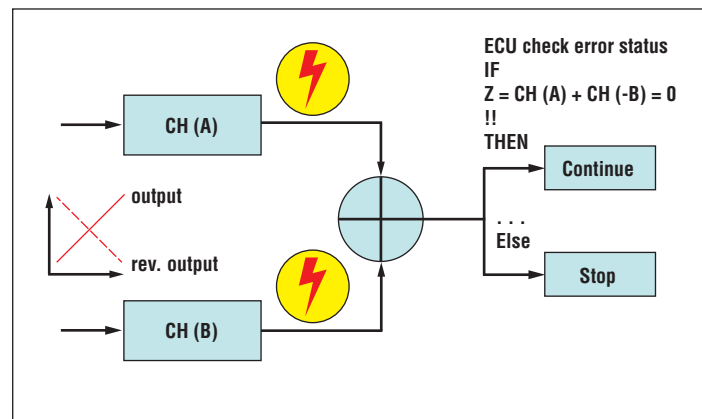 ECU check error status
IF
Z = CH (A) + CH (-B) = 0
!!
THEN
CH (A)
Continue
output
. . .
Else
rev. output
Stop
CH (B)